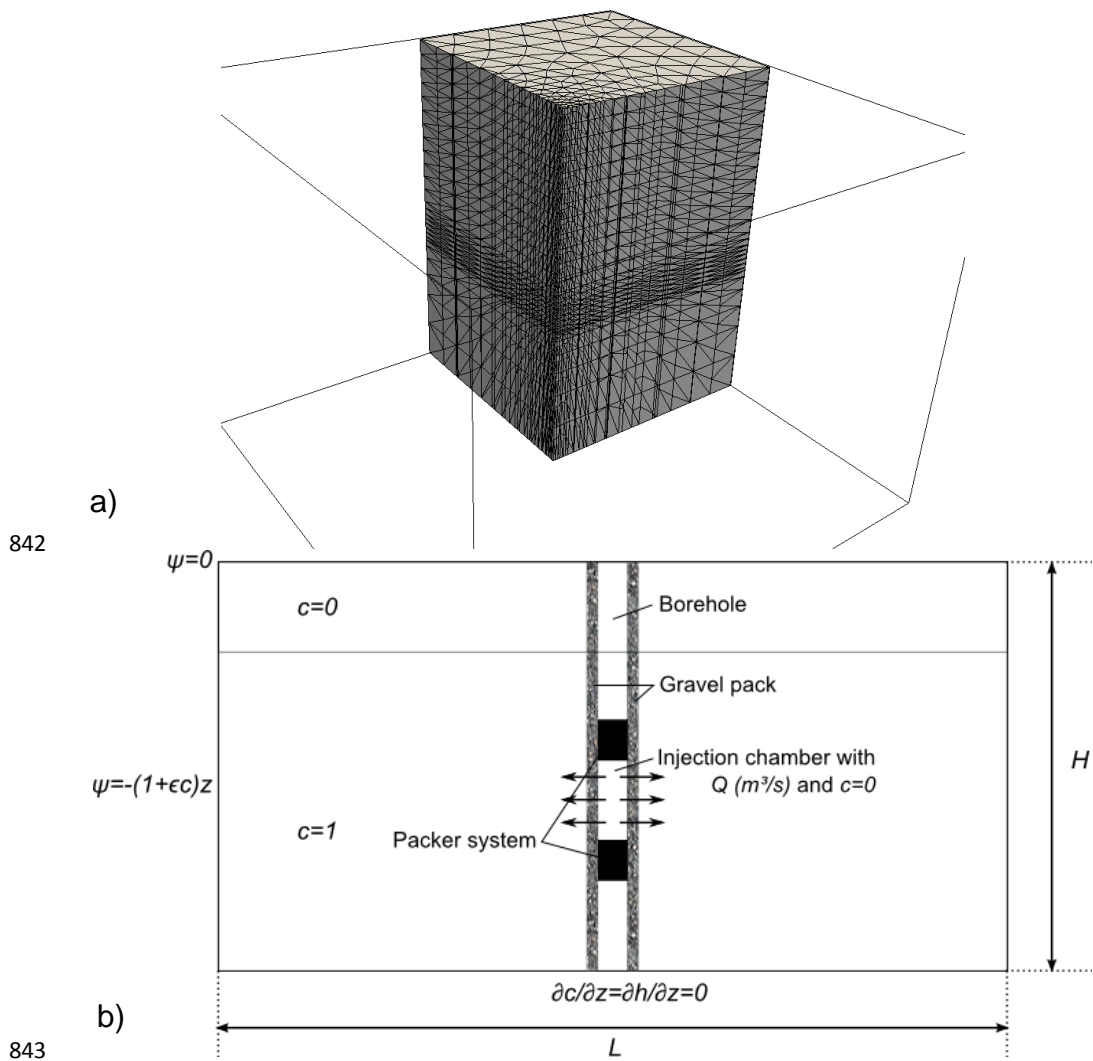 a)
842
ψ=0
c=0
Borehole
Gravel pack
Injection chamber with
Q (m³/s) and c=0
H
ψ=-(1+ϵc)z
c=1
Packer system
∂c/∂z=∂h/∂z=0
b)
L
843